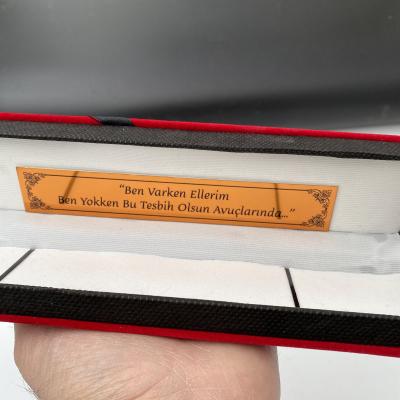 “Ben Varken Ellerim
Ben Yokken Bu Tesbih Olsun Avuçlarında...”